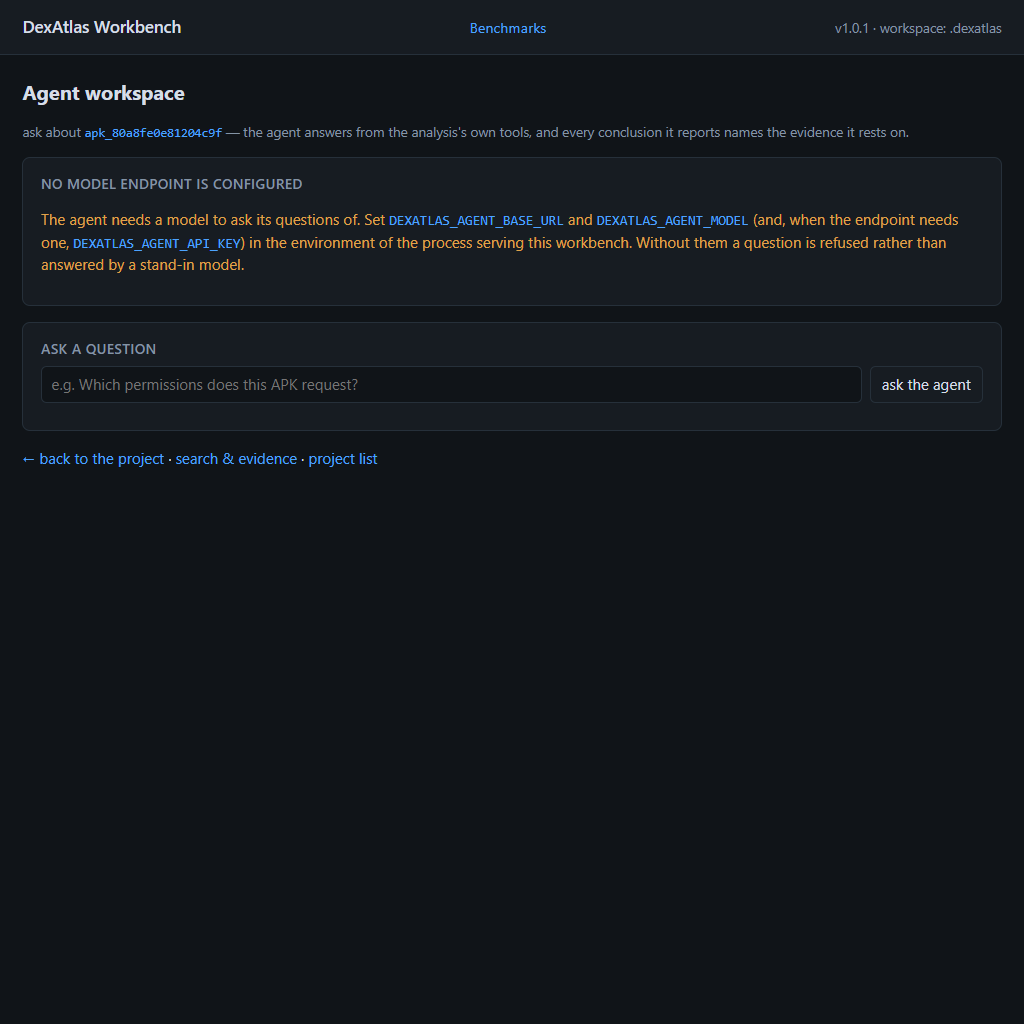 DexAtlas Workbench
Benchmarks
v1.0.1 · workspace: .dexatlas
Agent workspace
ask about apk_80a8fe0e81204c9f — the agent answers from the analysis's own tools, and every conclusion it reports names the evidence it rests on.
NO MODEL ENDPOINT IS CONFIGURED
The agent needs a model to ask its questions of. Set DEXATLAS_AGENT_BASE_URL and DEXATLAS_AGENT_MODEL (and, when the endpoint needs
one, DEXATLAS_AGENT_API_KEY) in the environment of the process serving this workbench. Without them a question is refused rather than
answered by a stand-in model.
ASK A QUESTION
e.g. Which permissions does this APK request?
ask the agent
← back to the project · search & evidence · project list